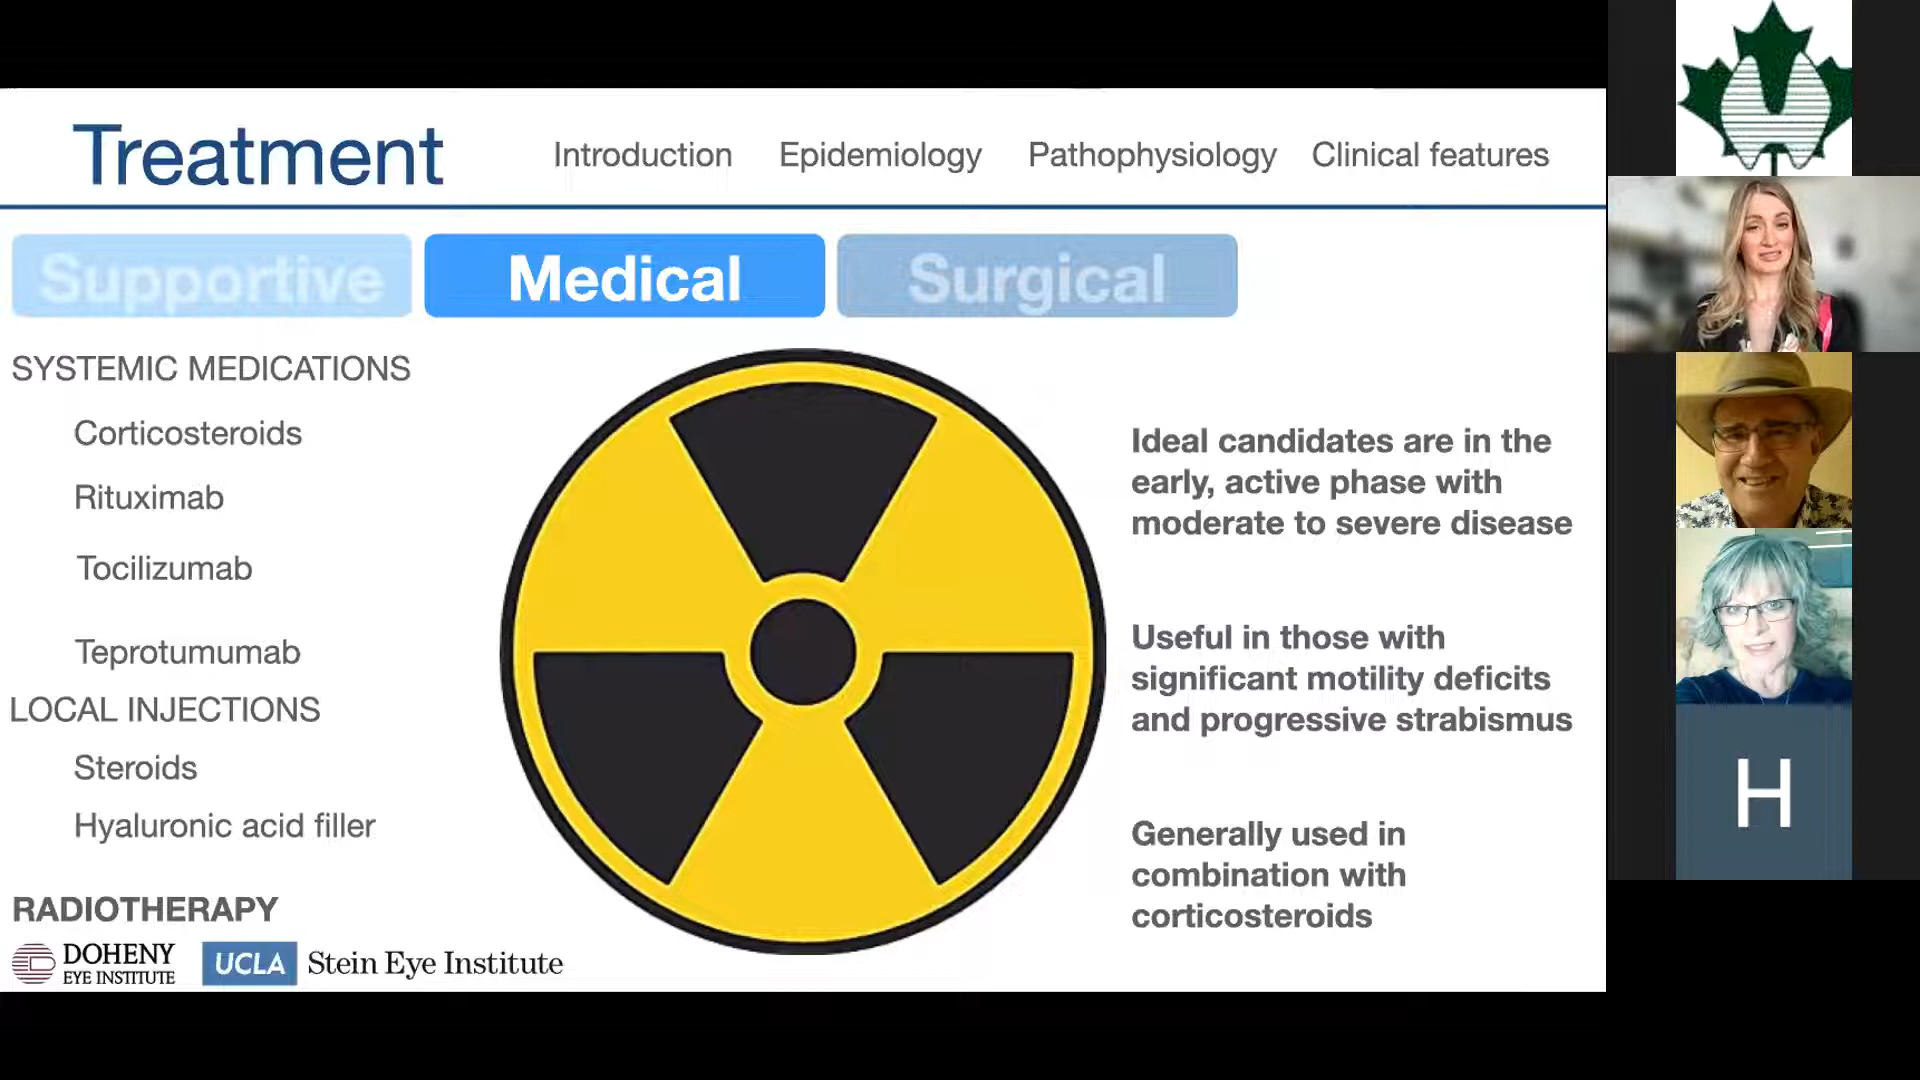 Treatment
Introduction
Epidemiology
Pathophysiology
Clinical features
Supportive
Medical
Surgical
SYSTEMIC MEDICATIONS
Corticosteroids
Rituximab
Tocilizumab
Teprotumumab
LOCAL INJECTIONS
Steroids
Hyaluronic acid filler
RADIOTHERAPY
Ideal candidates are in the
early, active phase with
moderate to severe disease
Useful in those with
significant motility deficits
and progressive strabismus
Generally used in
combination with
corticosteroids
DOHENY
EYE INSTITUTE
UCLA
Stein Eye Institute
H